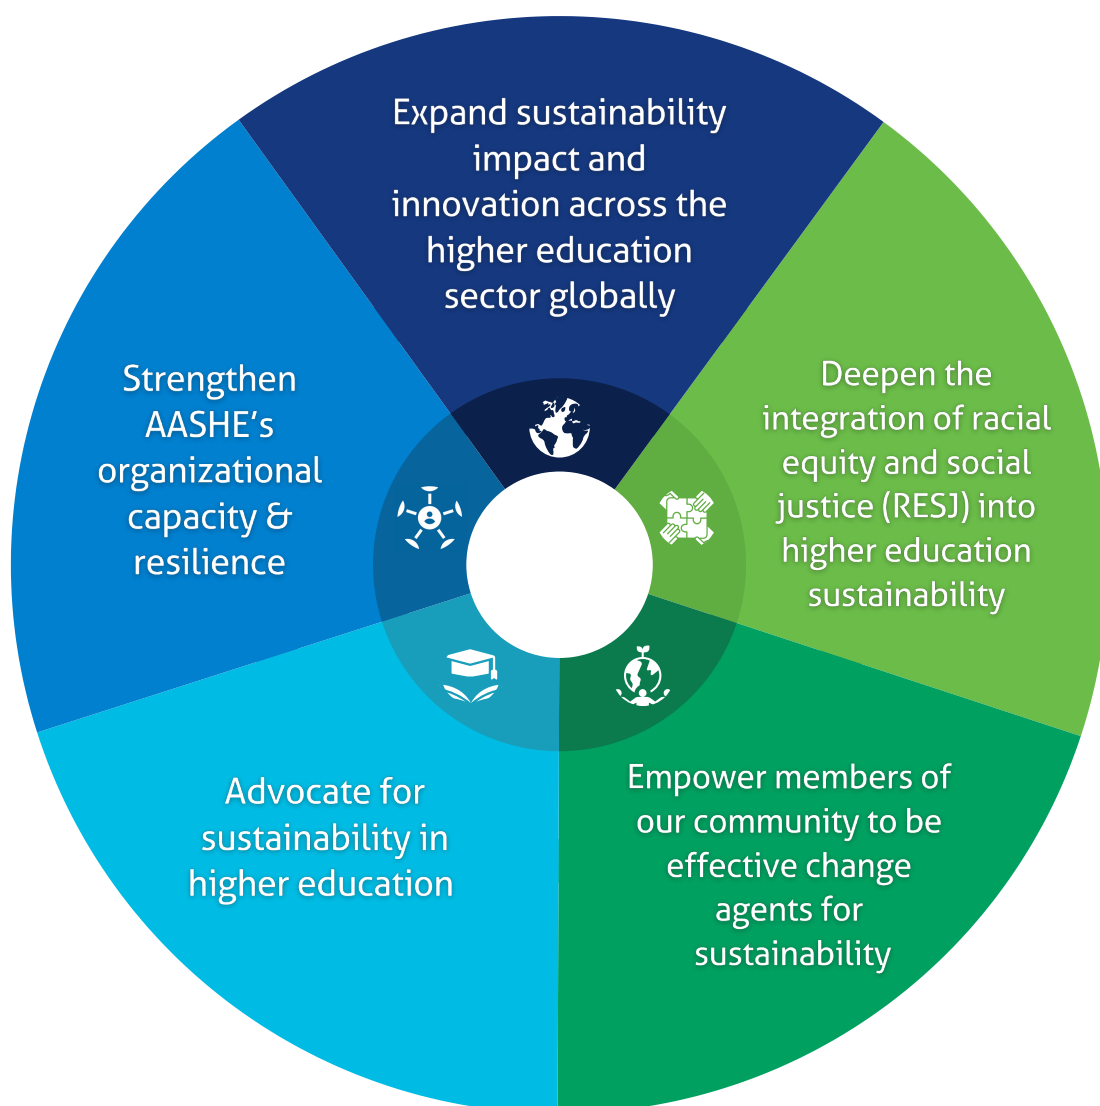 Expand sustainability
impact and
innovation across the
higher education
sector globally
Deepen the
integration of racial
equity and social
justice (RESJ) into
higher education
sustainability
Empower members of
our community to be
effective change
agents for
sustainability
Advocate for
sustainability in
higher education
Strengthen
AASHE’s
organizational
capacity &
resilience